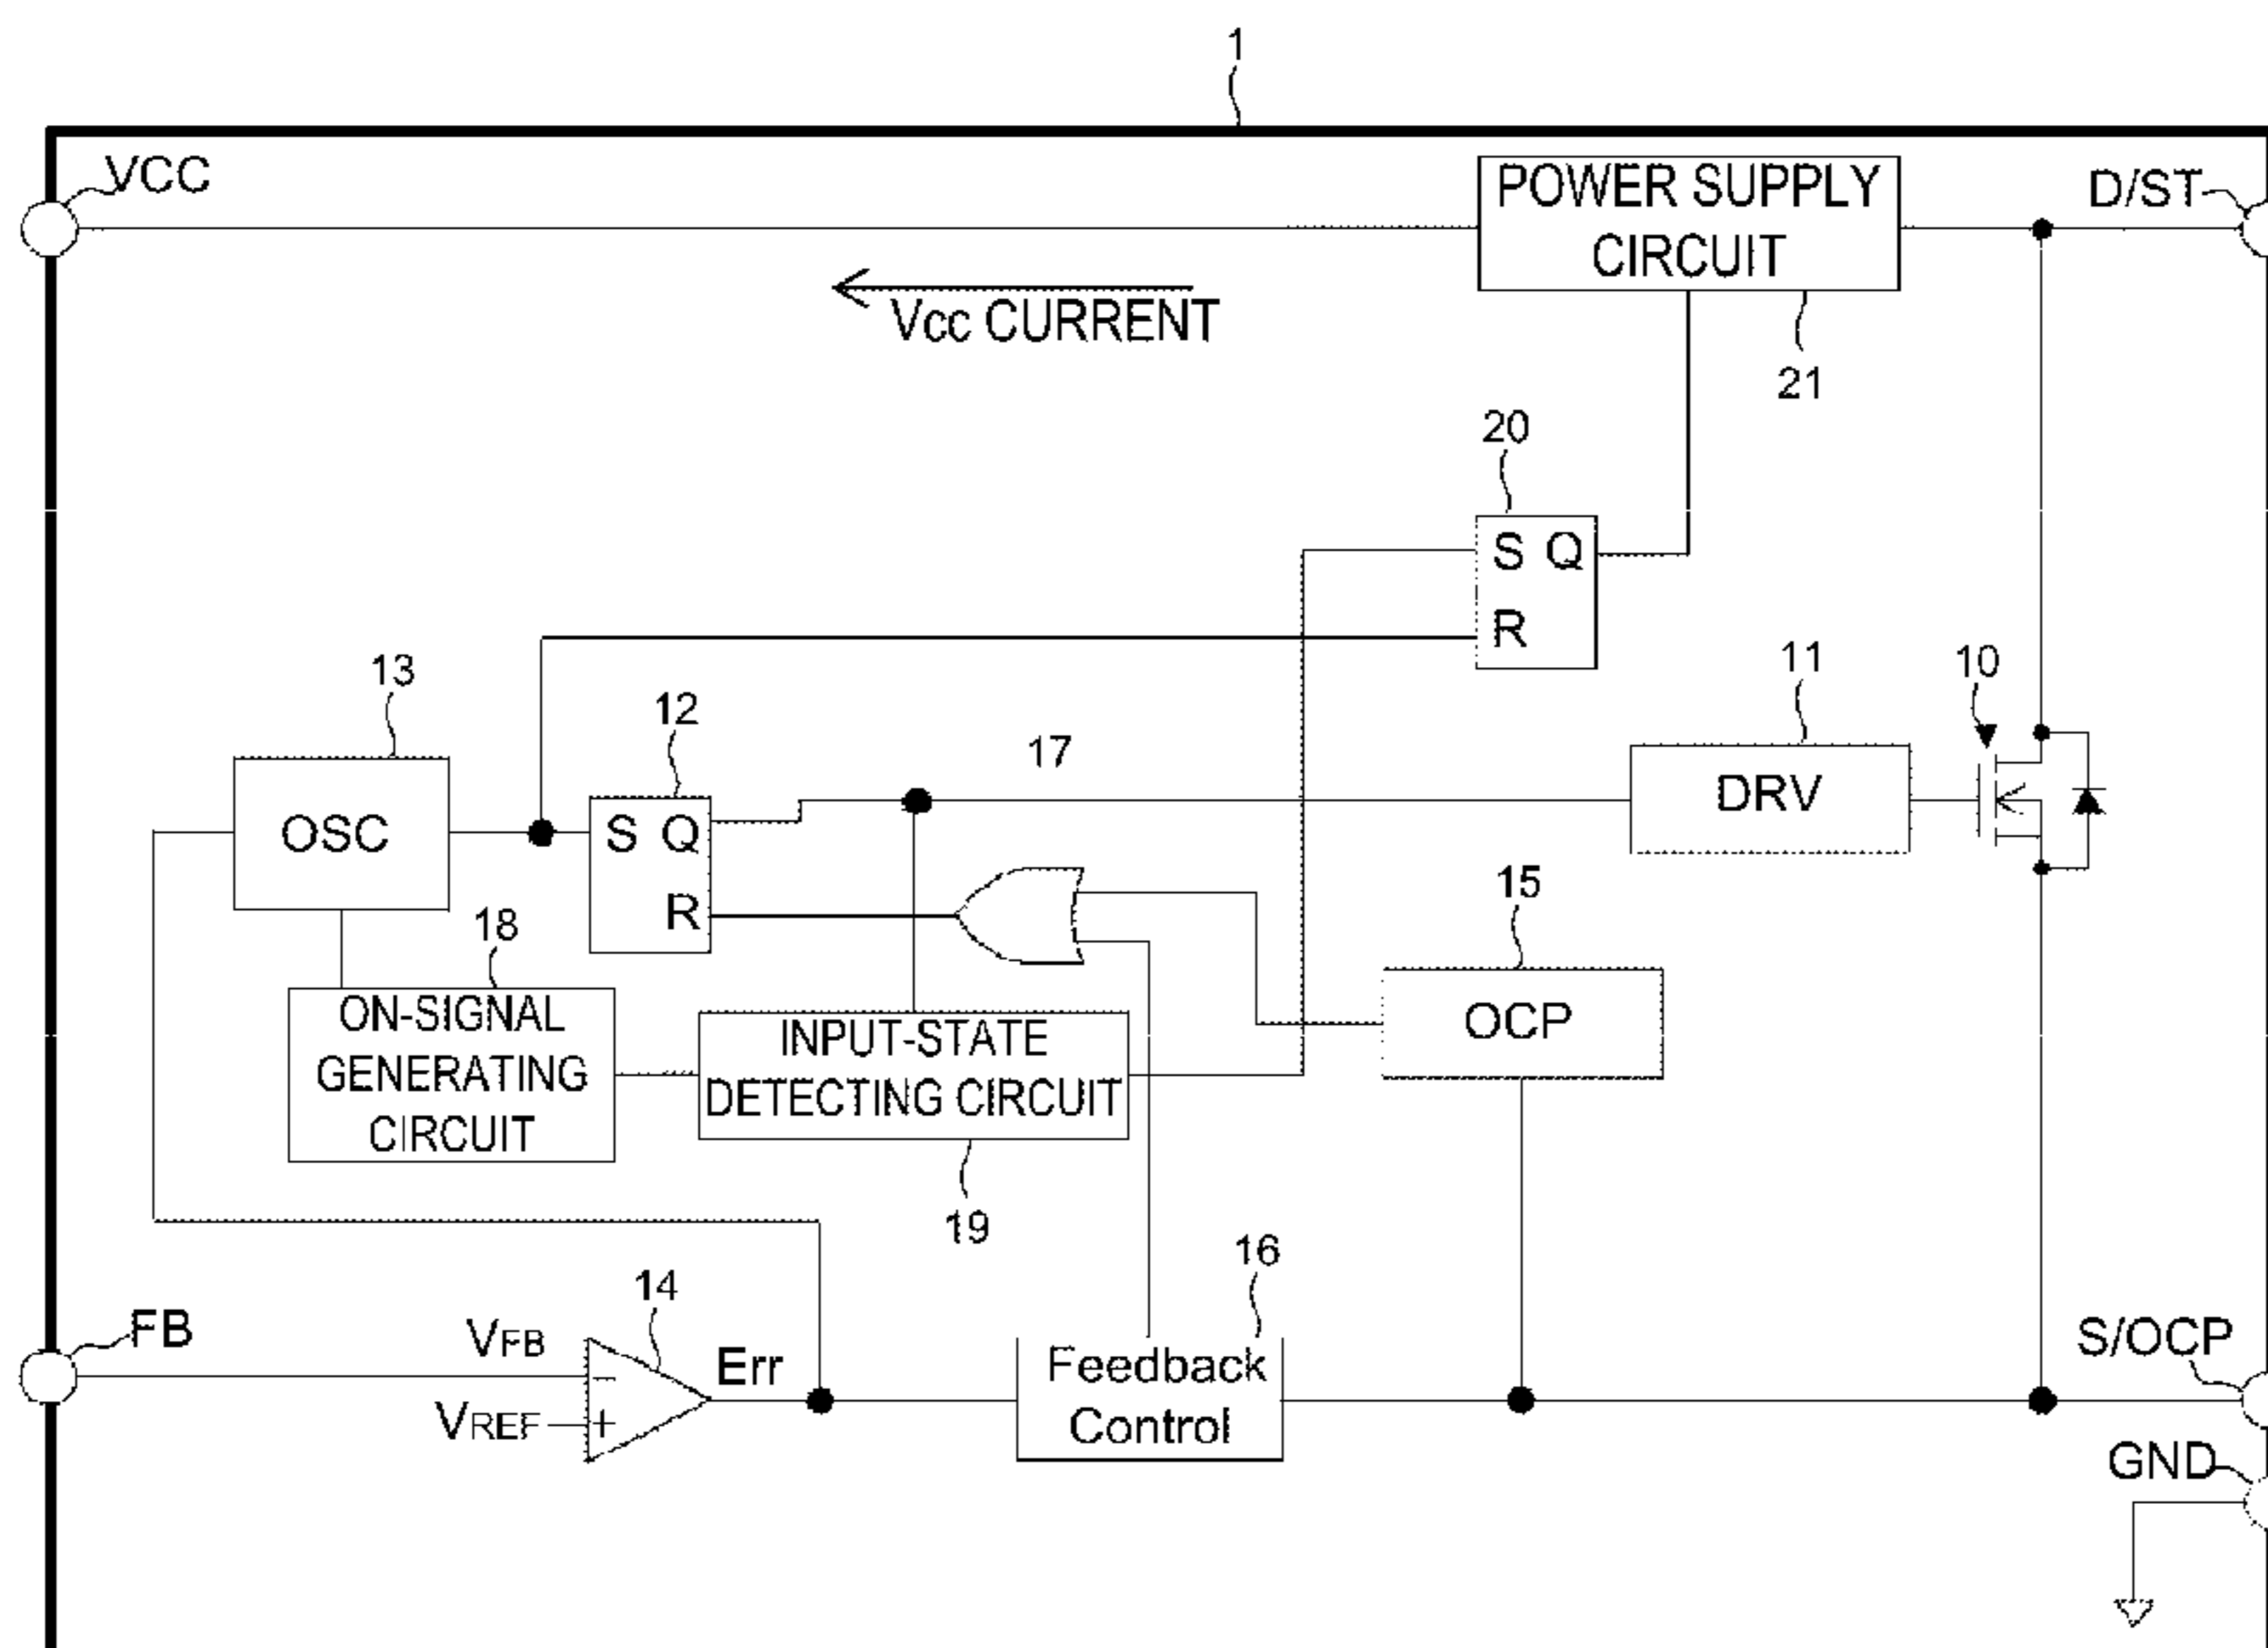 1
VCC
POWER SUPPLY
CIRCUIT
D/ST
Vcc CURRENT
21
20
S Q
R
13
12
17
11
10
OSC
S Q
R
DRV
15
18
OCP
ON-SIGNAL
GENERATING
CIRCUIT
INPUT-STATE
DETECTING CIRCUIT
19
16
14
FB
VFB
Err
VREF
−
+
Feedback
Control
S/OCP
GND